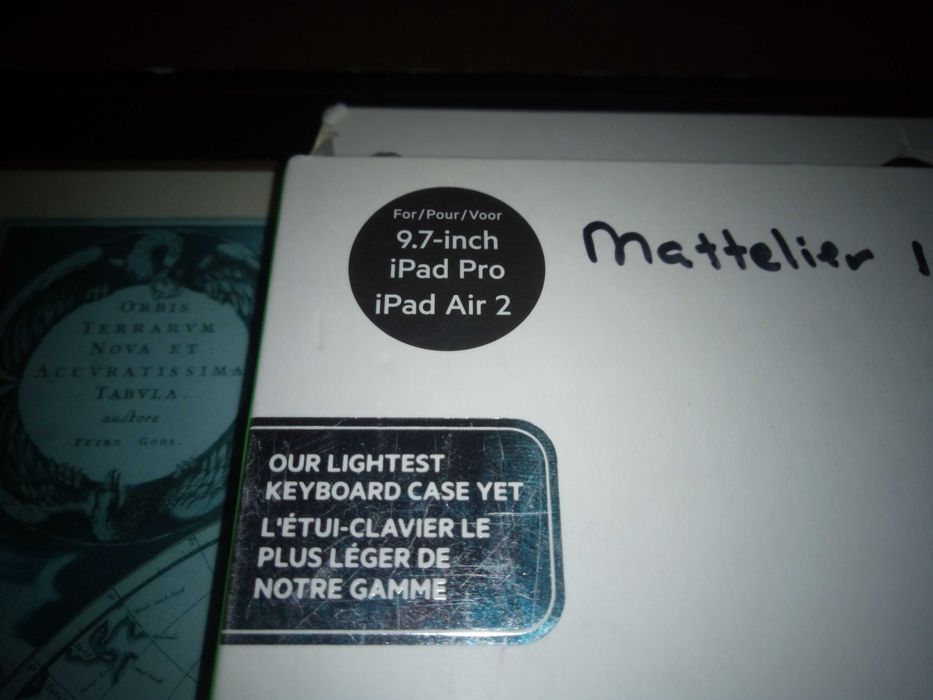 For/Pour/Voor
9.7-inch
iPad Pro
iPad Air 2
Mattelier
OUR LIGHTEST
KEYBOARD CASE YET
L'ÉTUI-CLAVIER LE
PLUS LÉGER DE
NOTRE GAMME
ORBIS
TERRARVM
NOVA ET
ACCVRATISSIMA
TABVLA.
auctore
PETRO GOOS.